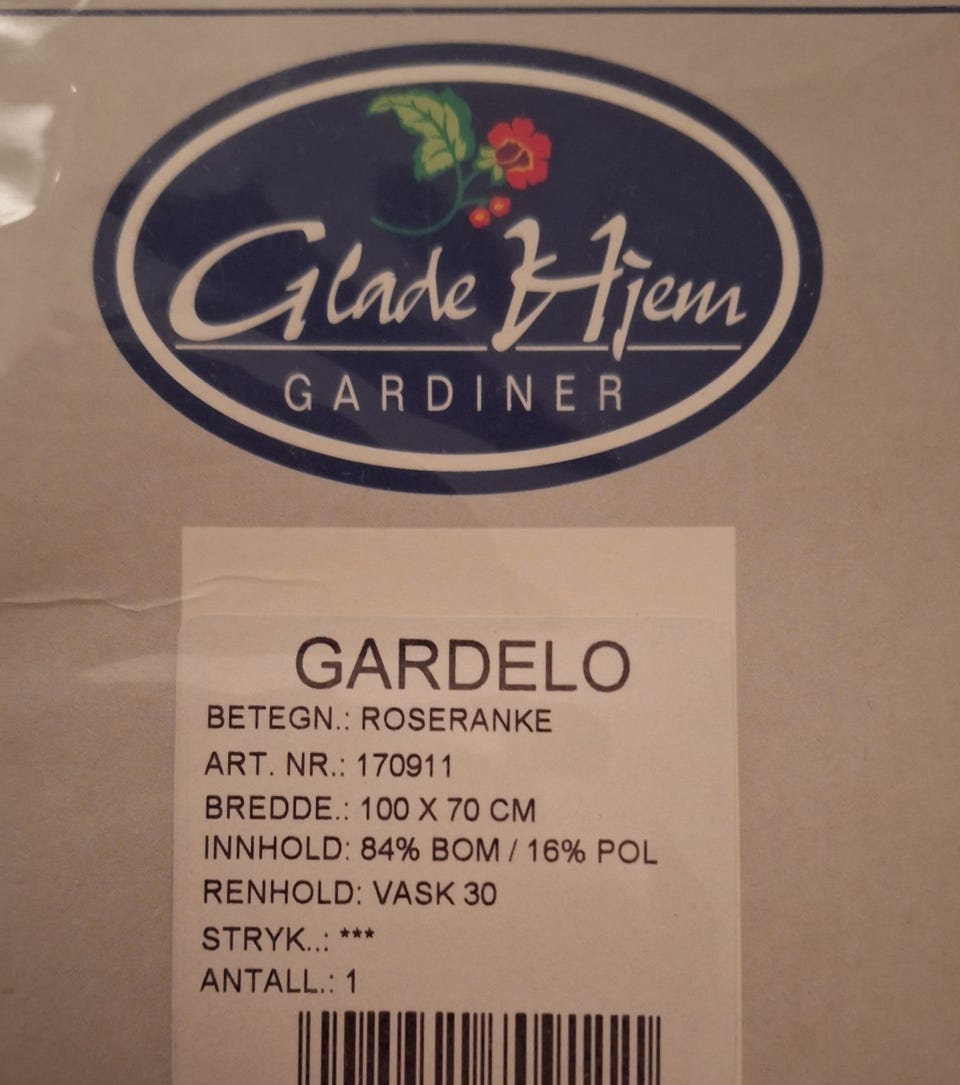 Glade Hjem
GARDINER
GARDELO
BETEGN.: ROSERANKE
ART. NR.: 170911
BREDDE.: 100 X 70 CM
INNHOLD: 84% BOM / 16% POL
RENHOLD: VASK 30
STRYK..: ***
ANTALL.: 1